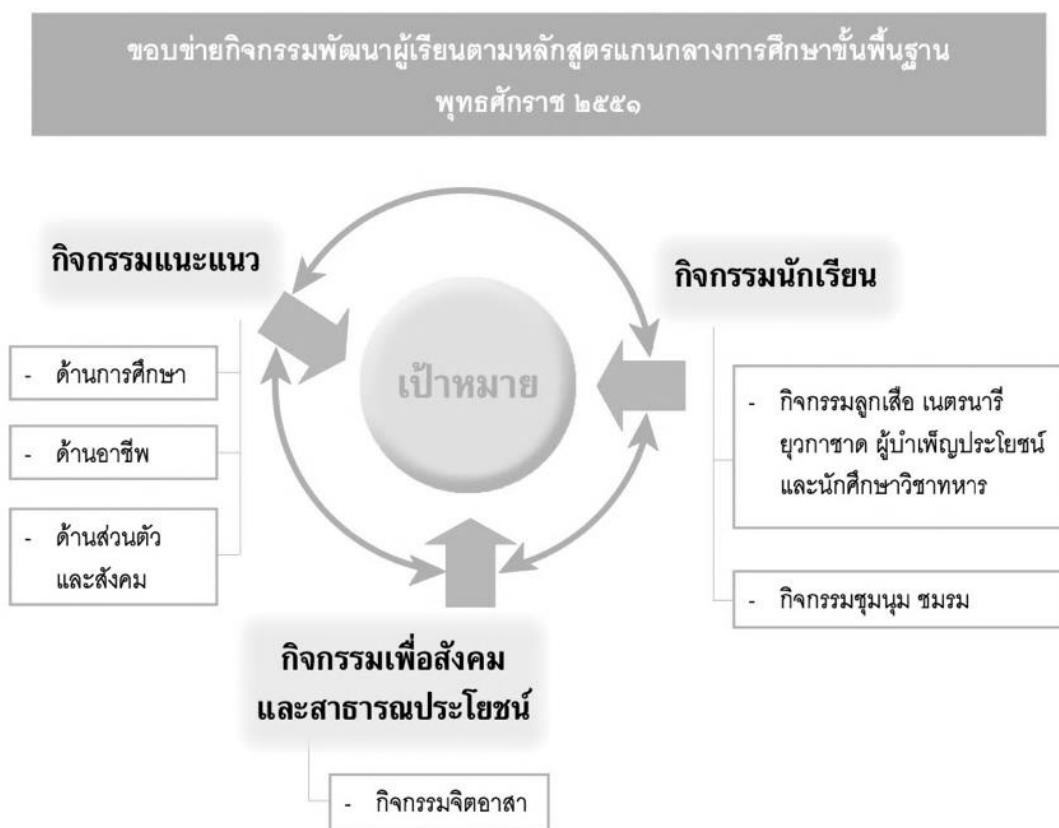 ขอบข่ายกิจกรรมพัฒนาผู้เรียนตามหลักสูตรแกนกลางการศึกษาขั้นพื้นฐาน
พุทธศักราช ๒๕๕๑
กิจกรรมแนะแนว
- ด้านการศึกษา
- ด้านอาชีพ
- ด้านส่วนตัว
และสังคม
เป้าหมาย
กิจกรรมนักเรียน
- กิจกรรมลูกเสือ เนตรนารี
ยุวกาชาด ผู้บำเพ็ญประโยชน์
และนักศึกษาวิชาทหาร
- กิจกรรมชุมนุม ชมรม
กิจกรรมเพื่อสังคม
และสาธารณประโยชน์
- กิจกรรมจิตอาสา